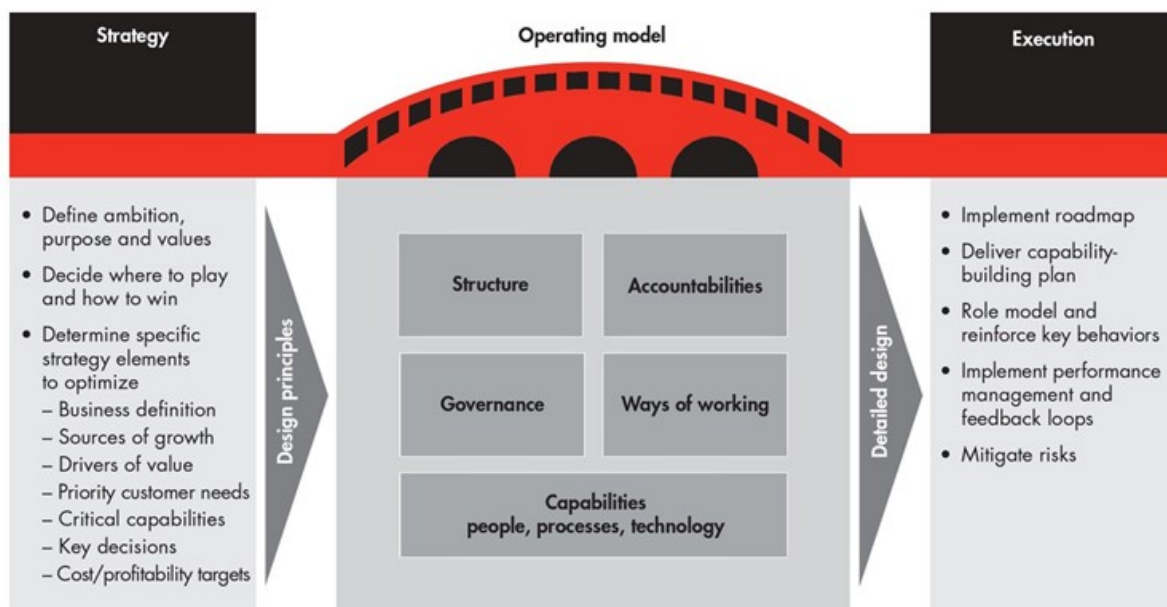 Strategy
Operating model
Execution
• Define ambition,
purpose and values
• Decide where to play
and how to win
• Determine specific
strategy elements
to optimize
– Business definition
– Sources of growth
– Drivers of value
– Priority customer needs
– Critical capabilities
– Key decisions
– Cost/profitability targets
Design principles
Structure
Accountabilities
Governance
Ways of working
Capabilities
people, processes, technology
Detailed design
• Implement roadmap
• Deliver capability-
building plan
• Role model and
reinforce key behaviors
• Implement performance
management and
feedback loops
• Mitigate risks